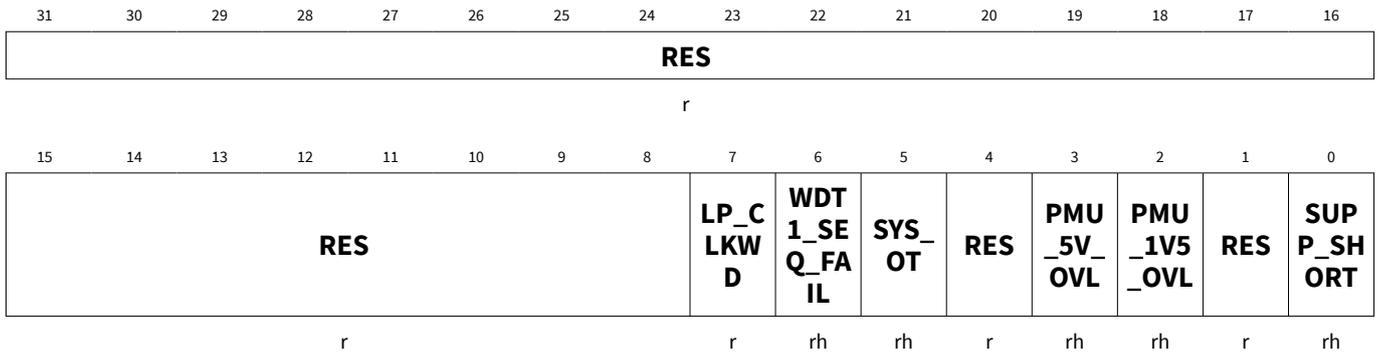 31 30 29 28 27 26 25 24 23 22 21 20 19 18 17 16
RES
r
15 14 13 12 11 10 9 8 7 6 5 4 3 2 1 0
RES
LP_C
LKW
D
WDT
1_SE
Q_FA
IL
SYS_
OT
RES
PMU
_5V_
OVL
PMU
_1V5
_OVL
RES
SUP
P_SH
ORT
r r rh rh r rh rh r rh